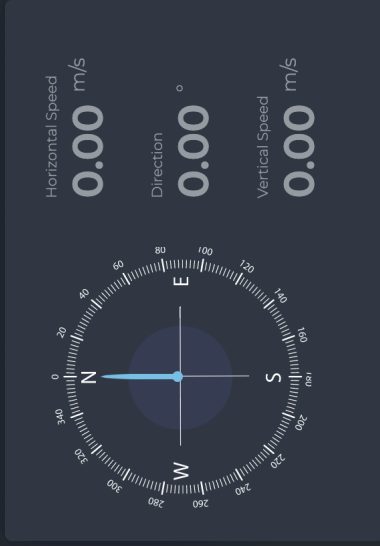 Horizontal Speed
0.00 m/s
Direction
0.00 °
Vertical Speed
0.00 m/s
0
20
40
60
80
100
120
140
160
180
200
220
240
260
280
300
320
340
N
E
S
W